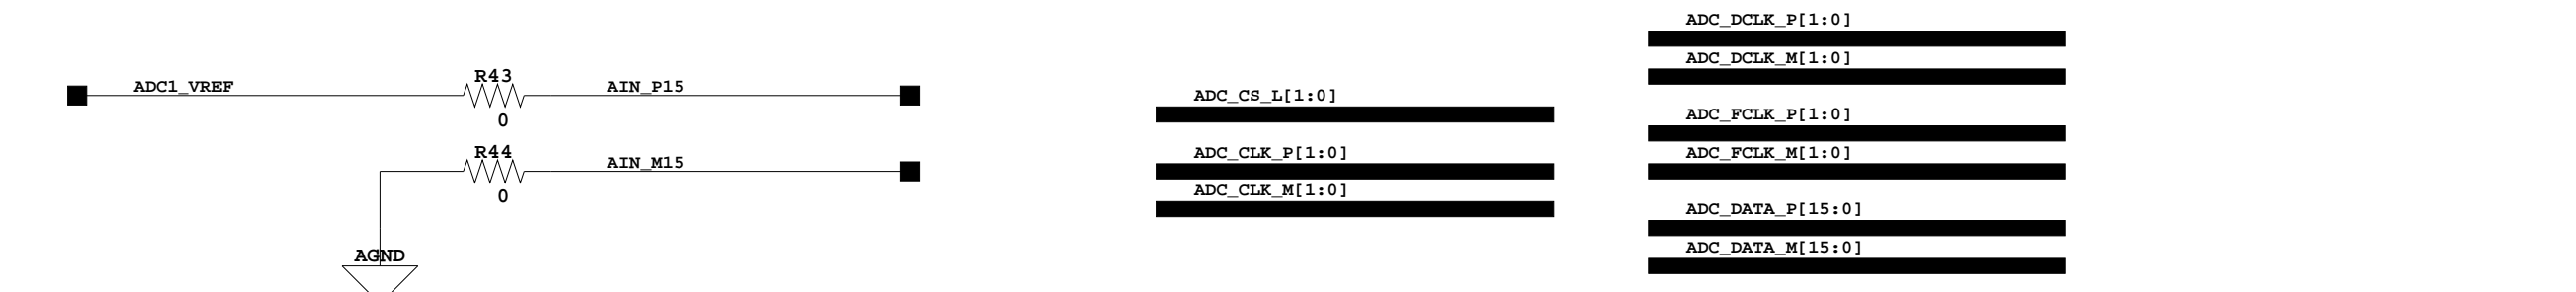 R43
ADC1_VREF
AIN_P15
0
R44
AIN_M15
0
AGND
ADC_CS_L[1:0]
ADC_CLK_P[1:0]
ADC_CLK_M[1:0]
ADC_DCLK_P[1:0]
ADC_DCLK_M[1:0]
ADC_FCLK_P[1:0]
ADC_FCLK_M[1:0]
ADC_DATA_P[15:0]
ADC_DATA_M[15:0]